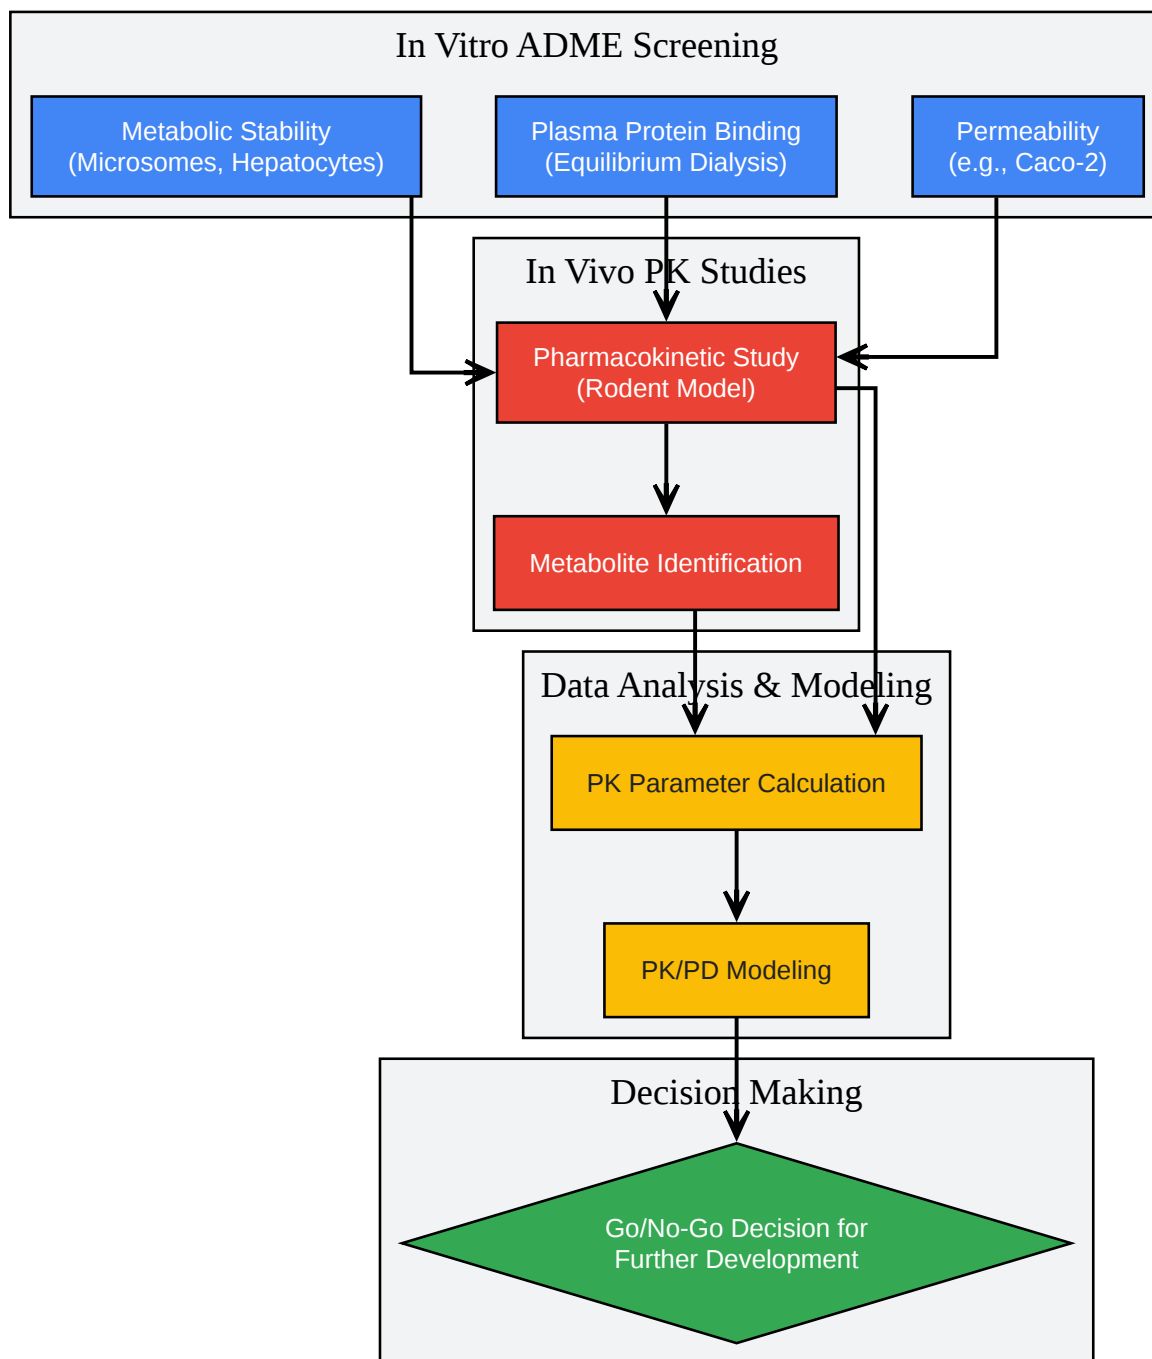 In Vitro ADME Screening
Metabolic Stability
(Microsomes, Hepatocytes)
Plasma Protein Binding
(Equilibrium Dialysis)
Permeability
(e.g., Caco-2)
In Vivo PK Studies
Pharmacokinetic Study
(Rodent Model)
Metabolite Identification
Data Analysis & Modeling
PK Parameter Calculation
PK/PD Modeling
Decision Making
Go/No-Go Decision for
Further Development